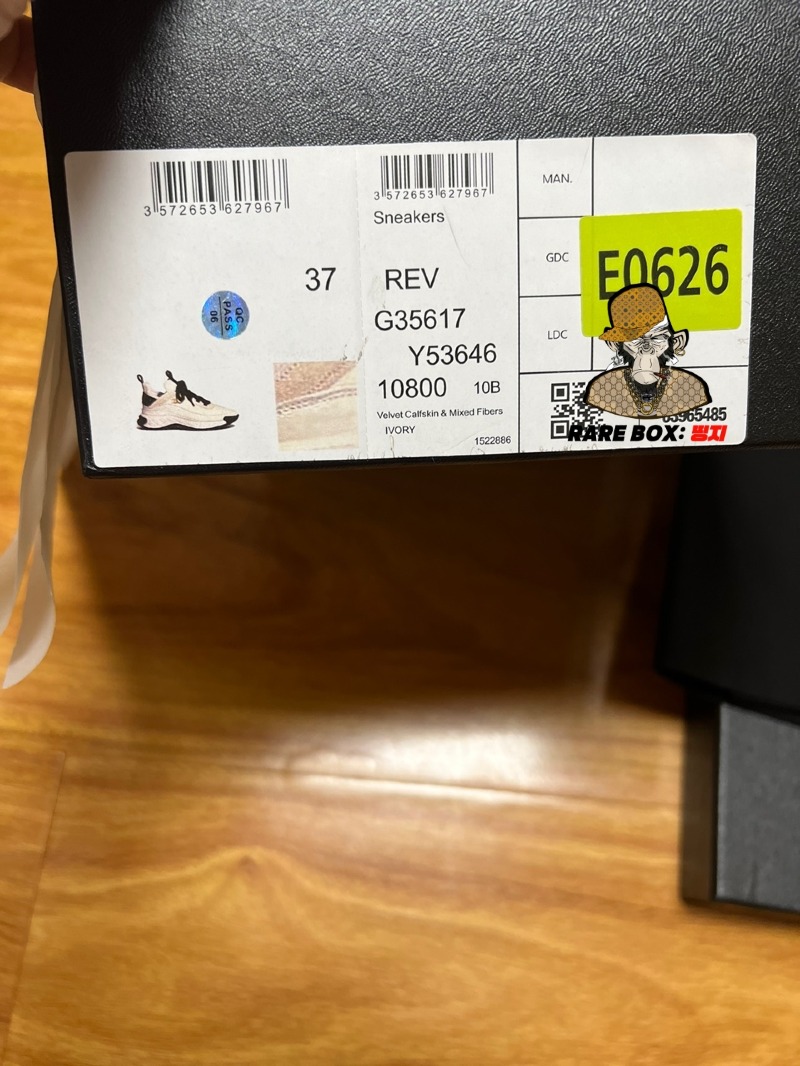 3 572653 627967
37
QC
PASS
06
3 572653 627967
Sneakers
REV
G35617
Y53646
10800 10B
Velvet Calfskin & Mixed Fibers
IVORY
1522886
MAN.
GDC
LDC
E0626
RARE BOX: 띵지